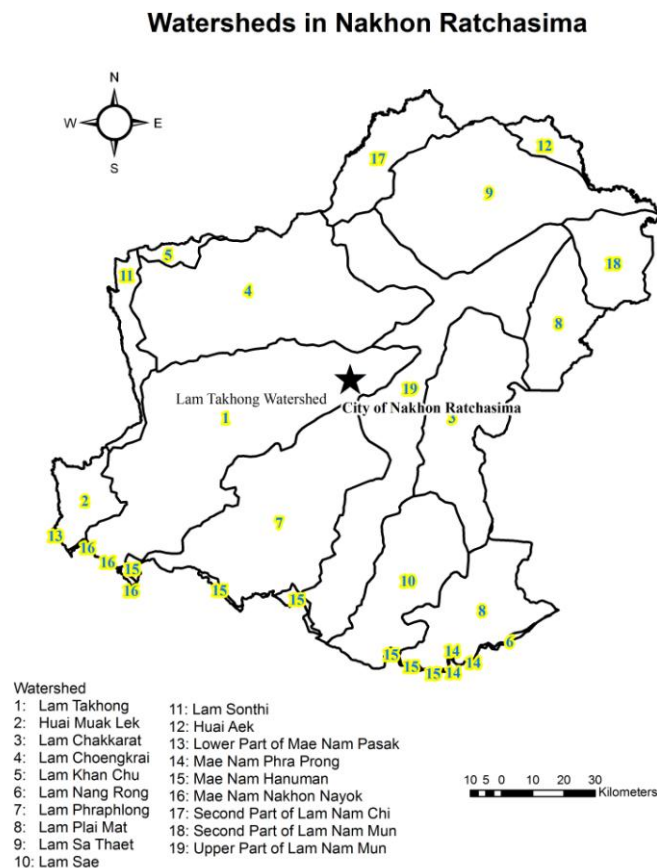 Watersheds in Nakhon Ratchasima
N
W E
S
12
17
9
5
18
11
4
8
19
Lam Takhong Watershed
City of Nakhon Ratchasima
1
3
2
7
13
16
16
15
16
15
15
10
8
6
15
14
15
14
15
14
Watershed
1: Lam Takhong
2: Huai Muak Lek
3: Lam Chakkarat
4: Lam Choengkrai
5: Lam Khan Chu
6: Lam Nang Rong
7: Lam Phraphlong
8: Lam Plai Mat
9: Lam Sa Thaet
10: Lam Sae
11: Lam Sonthi
12: Huai Aek
13: Lower Part of Mae Nam Pasak
14: Mae Nam Phra Prong
15: Mae Nam Hanuman
16: Mae Nam Nakhon Nayok
17: Second Part of Lam Nam Chi
18: Second Part of Lam Nam Mun
19: Upper Part of Lam Nam Mun
10 5 0 10 20 30
Kilometers